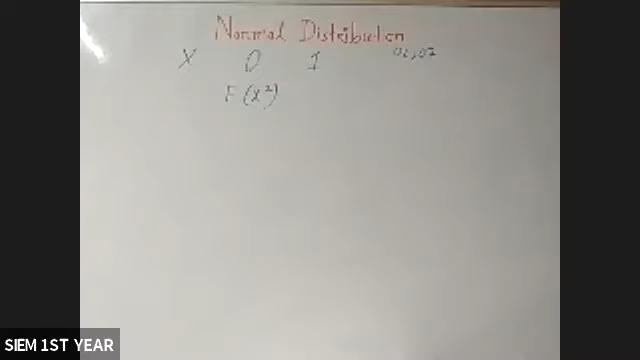 Normal Distribution
X 0 1
E (X²)
SIEM 1ST YEAR